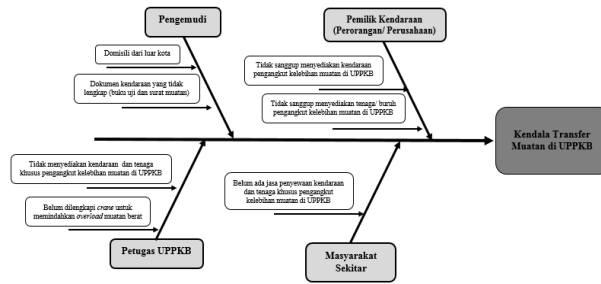 Pengemudi
Pemilik Kendaraan
(Perorangan/ Perusahaan)
Domisili dari luar kota
Dokumen kendaraan yang tidak
lengkap (buku uji dan surat muatan)
Tidak sanggup menyediakan kendaraan
pengangkut kelebihan muatan di UPPKB
Tidak sanggup menyediakan tenaga/ buruh
pengangkut kelebihan muatan di UPPKB
Kendala Transfer
Muatan di UPPKB
Tidak menyediakan kendaraan dan tenaga
khusus pengangkut kelebihan muatan di UPPKB
Belum dilengkapi crane untuk
memindahkan overload muatan berat
Belum ada jasa penyewaan kendaraan
dan tenaga khusus pengangkut
kelebihan muatan di UPPKB
Petugas UPPKB
Masyarakat
Sekitar